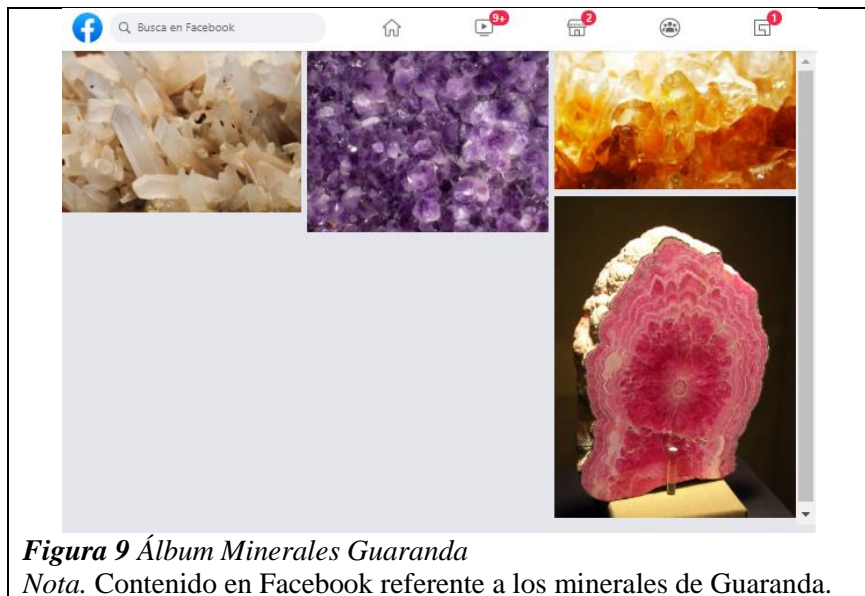 Busca en Facebook
9+
2
1
Figura 9 Álbum Minerales Guaranda
Nota. Contenido en Facebook referente a los minerales de Guaranda.